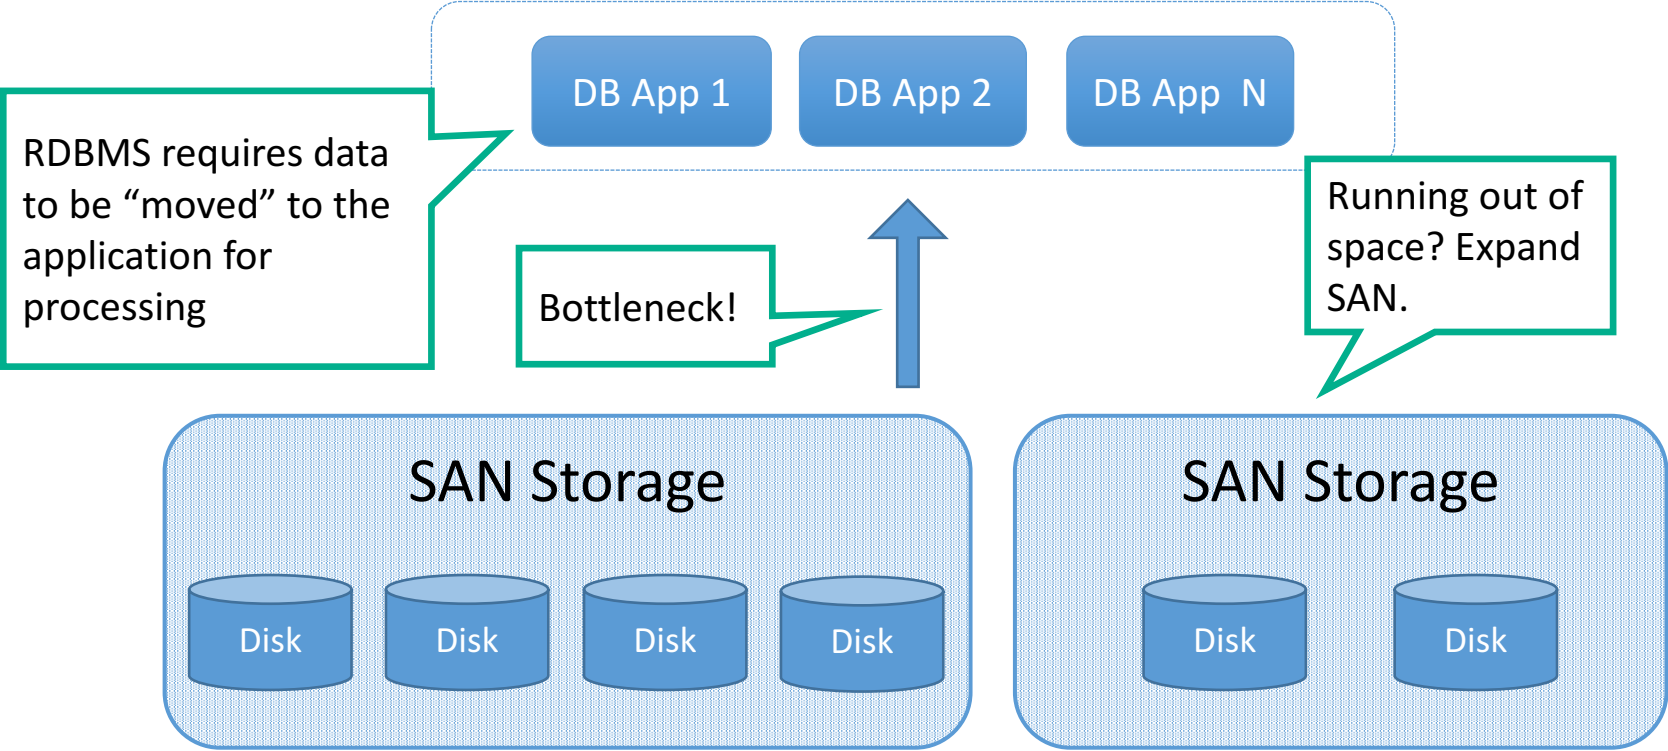 DB App 1
DB App 2
DB App  N
RDBMS requires data
to be “moved” to the
application for
processing
Running out of
space? Expand
SAN.
Bottleneck!
SAN Storage
SAN Storage
Disk
Disk
Disk
Disk
Disk
Disk